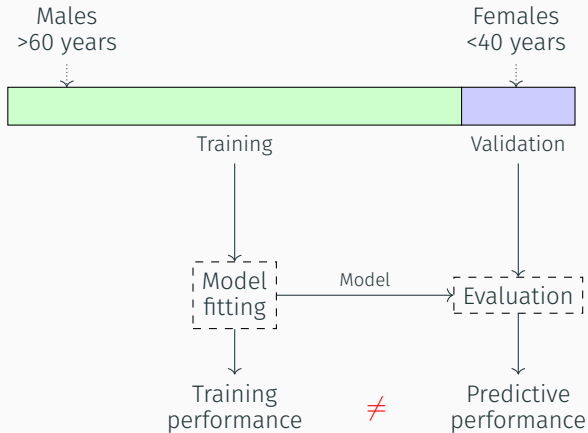 Males
>60 years
Females
<40 years
Training
Validation
Model
fitting
Model
Evaluation
Training
performance
≠
Predictive
performance